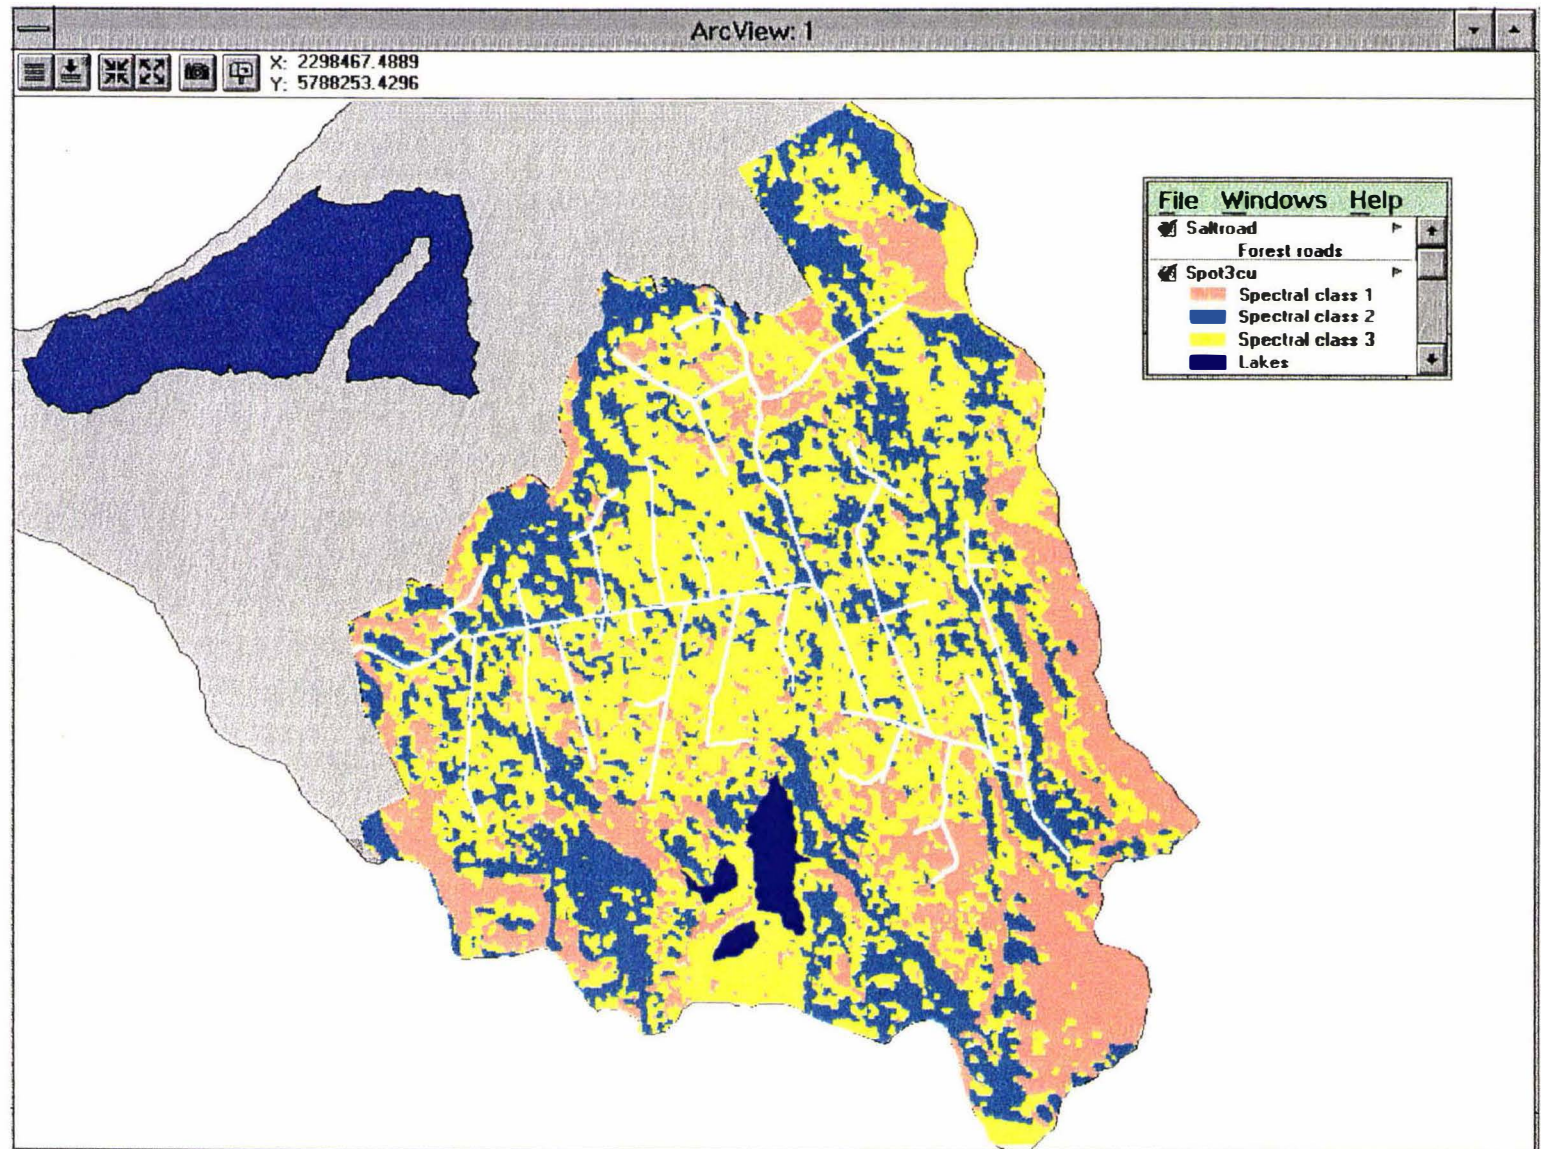 ArcView: 1
X: 2298467.4889
Y: 5788253.4296
File Windows Help
Saltroad
Forest roads
Spot3cu
Spectral class 1
Spectral class 2
Spectral class 3
Lakes